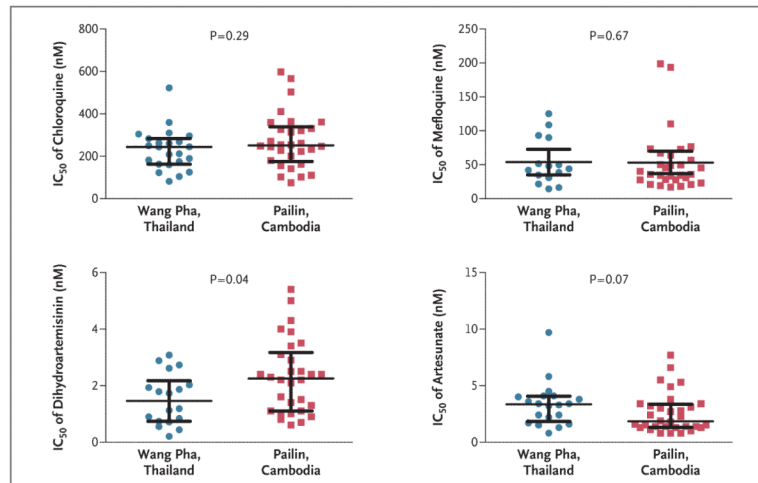 IC50 of Chloroquine (nM)
800
600
400
200
0
P=0.29
Wang Pha,
Thailand
Pailin,
Cambodia
IC50 of Mefloquine (nM)
250
200
150
100
50
0
P=0.67
Wang Pha,
Thailand
Pailin,
Cambodia
IC50 of Dihydroartemisinin (nM)
6
4
2
0
P=0.04
Wang Pha,
Thailand
Pailin,
Cambodia
IC50 of Artesunate (nM)
15
10
5
0
P=0.07
Wang Pha,
Thailand
Pailin,
Cambodia